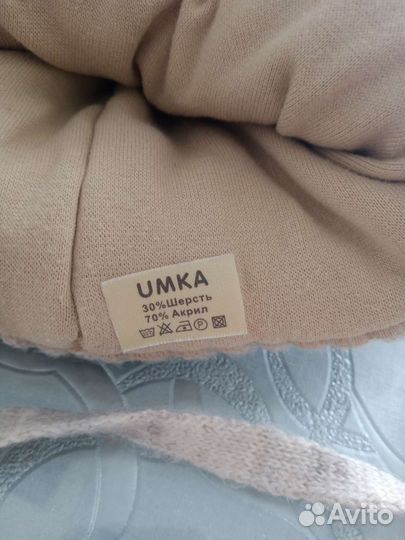 UMKA
30%Шерсть
70% Акрил
P
Avito